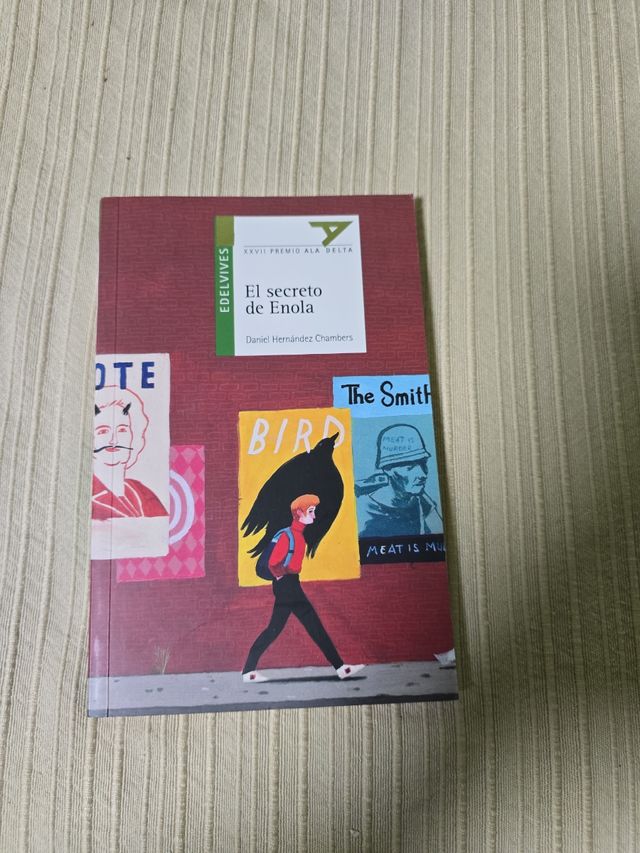 EDELVIVES
XXVII PREMIO ALA DELTA
El secreto
de Enola
Daniel Hernández Chambers
OTE
The Smith
BIRD
MEAT IS
MURDER
MEAT IS MU